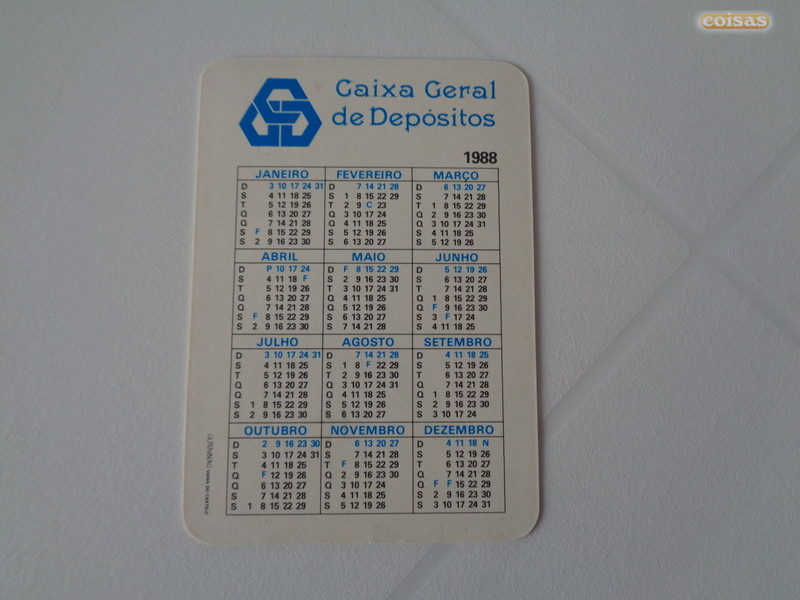 coisas
Caixa Geral
de Depósitos
1988
JANEIRO FEVEREIRO MARÇO
D 3 10 17 24 31 D 7 14 21 28 D 6 13 20 27
S 4 11 18 25 S 1 8 15 22 29 S 7 14 21 28
T 5 12 19 26 T 2 9 C 23 T 1 8 15 22 29
Q 6 13 20 27 Q 3 10 17 24 Q 2 9 16 23 30
Q 7 14 21 28 Q 4 11 18 25 Q 3 10 17 24 31
S F 8 15 22 29 S 5 12 19 26 S 4 11 18 25
S 2 9 16 23 30 S 6 13 20 27 S 5 12 19 26
ABRIL MAIO JUNHO
D P 10 17 24 D F 8 15 22 29 D 5 12 19 26
S 4 11 18 F S 2 9 16 23 30 S 6 13 20 27
T 5 12 19 26 T 3 10 17 24 31 T 7 14 21 28
Q 6 13 20 27 Q 4 11 18 25 Q 1 8 15 22 29
Q 7 14 21 28 Q 5 12 19 26 Q F 9 16 23 30
S F 8 15 22 29 S 6 13 20 27 S 3 F 17 24
S 2 9 16 23 30 S 7 14 21 28 S 4 11 18 25
JULHO AGOSTO SETEMBRO
D 3 10 17 24 31 D 7 14 21 28 D 4 11 18 25
S 4 11 18 25 S 1 8 F 22 29 S 5 12 19 26
T 5 12 19 26 T 2 9 16 23 30 T 6 13 20 27
Q 6 13 20 27 Q 3 10 17 24 31 Q 7 14 21 28
Q 7 14 21 28 Q 4 11 18 25 Q 1 8 15 22 29
S 1 8 15 22 29 S 5 12 19 26 S 2 9 16 23 30
S 2 9 16 23 30 S 6 13 20 27 S 3 10 17 24
OUTUBRO NOVEMBRO DEZEMBRO
D 2 9 16 23 30 D 6 13 20 27 D 4 11 18 N
S 3 10 17 24 31 S 7 14 21 28 S 5 12 19 26
T 4 11 18 25 T F 8 15 22 29 T 6 13 20 27
Q F 12 19 26 Q 2 9 16 23 30 Q 7 14 21 28
Q 6 13 20 27 Q 3 10 17 24 Q F F 15 22 29
S 7 14 21 28 S 4 11 18 25 S 2 9 16 23 30
S 1 8 15 22 29 S 5 12 19 26 S 3 10 17 24 31